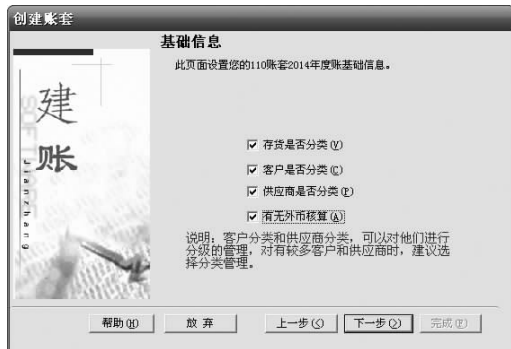 创建账套
基础信息
此页面设置您的110账套2014年度账基础信息。
建
账
Jianzhang
存货是否分类(Y)
客户是否分类(C)
供应商是否分类(P)
有无外币核算(A)
说明：客户分类和供应商分类，可以对他们进行
分级的管理，对有较多客户和供应商时，建议选
择分类管理。
帮助(H) 放弃 上一步(<) 下一步(>) 完成(F)